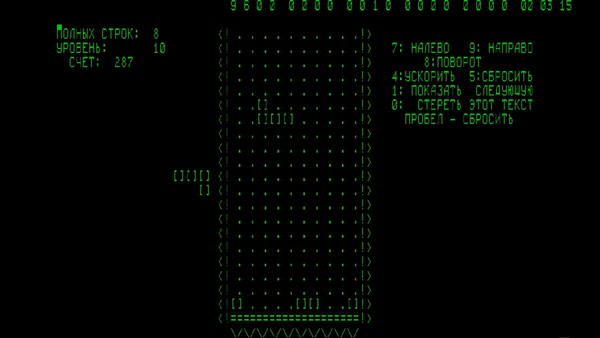 9602 0200 0010 0020 2000 02 03 15
ПОЛНЫХ СТРОК: 8
УРОВЕНЬ: 10
СЧЕТ: 287
7: НАЛЕВО 9: НАПРАВО
8:ПОВОРОТ
4:УСКОРИТЬ 5:СБРОСИТЬ
1: ПОКАЗАТЬ СЛЕДУЮЩУЮ
0: СТЕРЕТЬ ЭТОТ ТЕКСТ
ПРОБЕЛ - СБРОСИТЬ